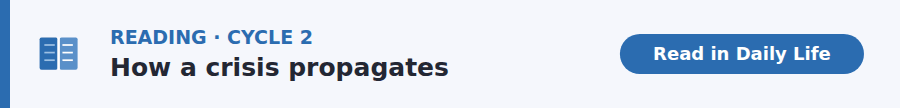 READING · CYCLE 2
How a crisis propagates
Read in Daily Life